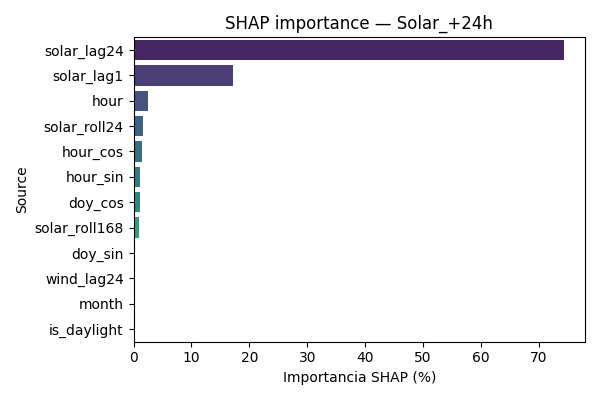 SHAP importance — Solar_+24h
solar_lag24
solar_lag1
hour
solar_roll24
hour_cos
hour_sin
doy_cos
solar_roll168
doy_sin
wind_lag24
month
is_daylight
Source
0 10 20 30 40 50 60 70
Importancia SHAP (%)